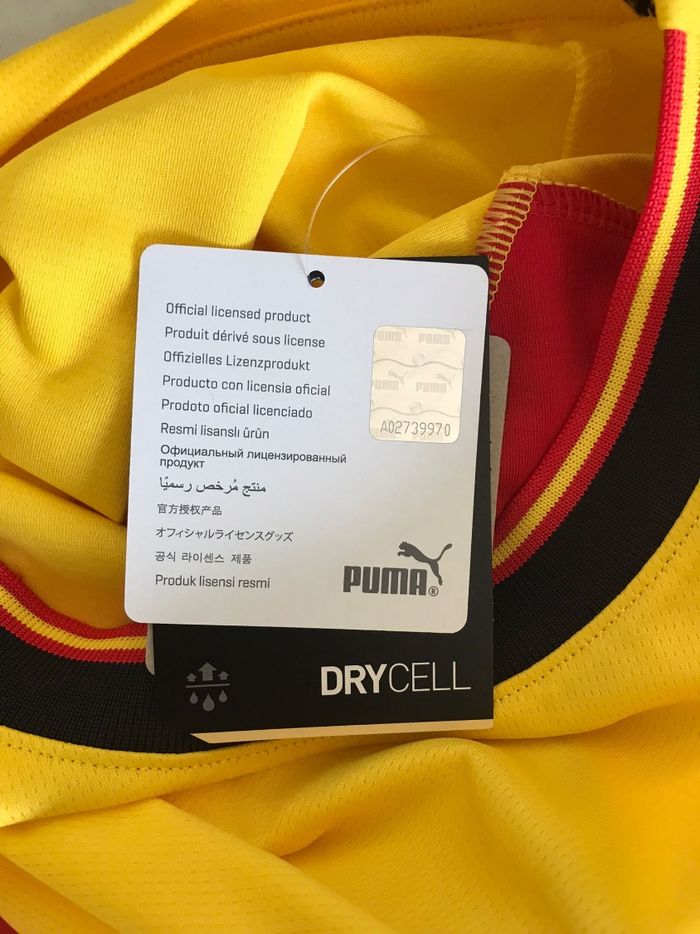 Official licensed product
Produit dérivé sous license
Offizielles Lizenzprodukt
Producto con licensia oficial
Prodoto oficial licenciado
Resmi lisanslı ürün
Официальный лицензированный
продукт
منتج مُرخص رسميًا
官方授权产品
オフィシャルライセンスグッズ
공식 라이센스 제품
Produk lisensi resmi
PUMA
PUMA
PUMA
PUMA
A02739970
PUMA®
DRYCELL